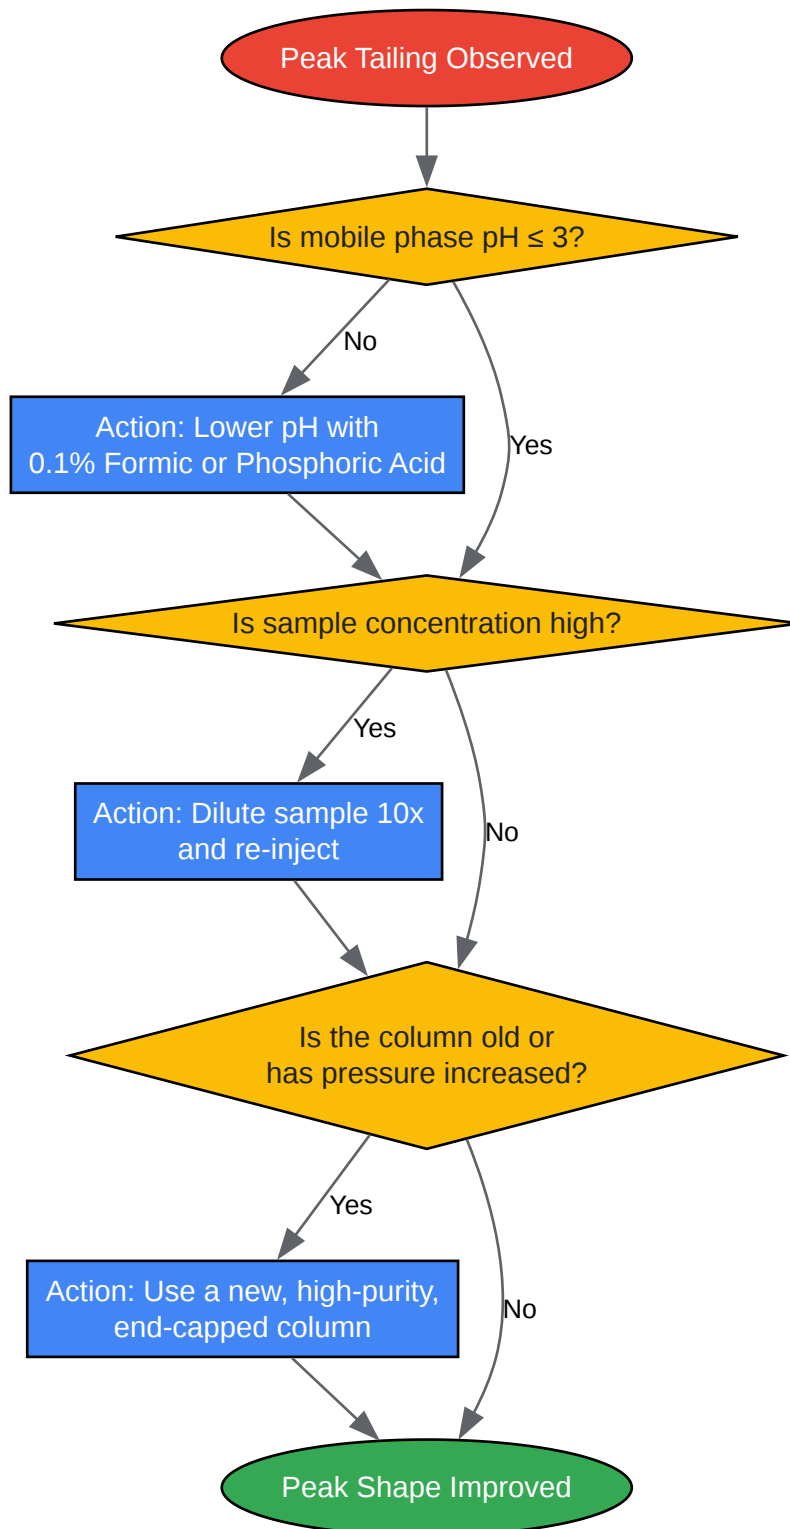 Peak Tailing Observed
Is mobile phase pH ≤ 3?
No
Action: Lower pH with
0.1% Formic or Phosphoric Acid
Yes
Is sample concentration high?
Yes
Action: Dilute sample 10x
and re-inject
No
Is the column old or
has pressure increased?
Yes
Action: Use a new, high-purity,
end-capped column
No
Peak Shape Improved